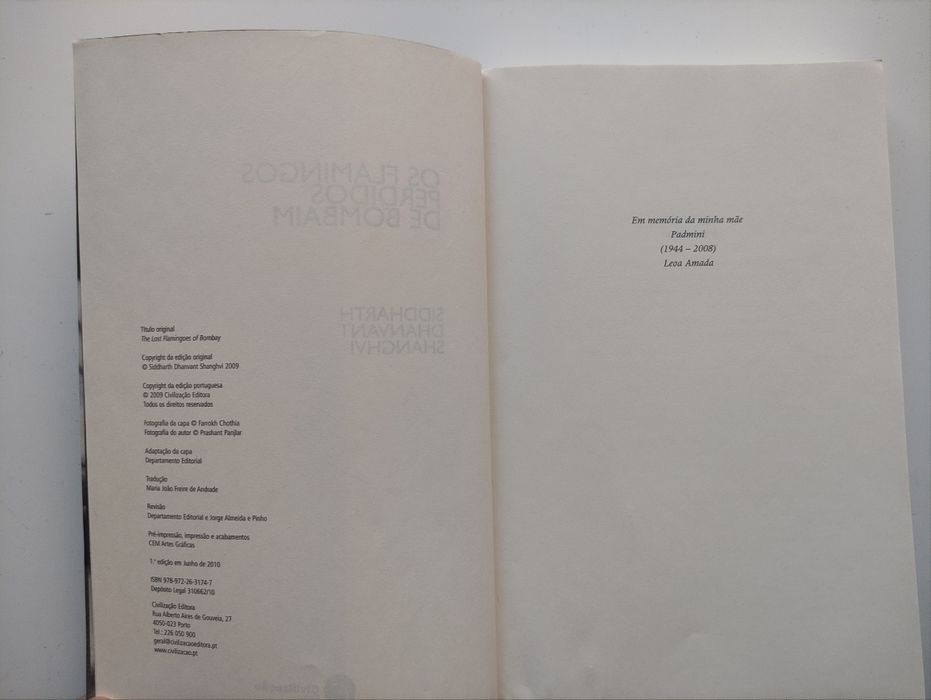 OS FLAMINGOS
PERDIDOS
DE BOMBAIM
SIDDHARTH
DHANVANT
SHANGHVI
Título original
The Lost Flamingoes of Bombay
Copyright da edição original
© Siddharth Dhanvant Shanghvi 2009
Copyright da edição portuguesa
© 2009 Civilização Editora
Todos os direitos reservados
Fotografia da capa © Farrokh Chothia
Fotografia do autor © Prashant Panjiar
Adaptação da capa
Departamento Editorial
Tradução
Maria João Freire de Andrade
Revisão
Departamento Editorial e Jorge Almeida e Pinho
Pré-impressão, impressão e acabamentos
CEM Artes Gráficas
1.ª edição em Junho de 2010
ISBN 978-972-26-3174-7
Depósito Legal 310662/10
Civilização Editora
Rua Alberto Aires de Gouveia, 27
4050-023 Porto
Tel.: 226 050 900
geral@civilizacaoeditora.pt
www.civilizacao.pt
Civilização
Em memória da minha mãe
Padmini
(1944 – 2008)
Leoa Amada